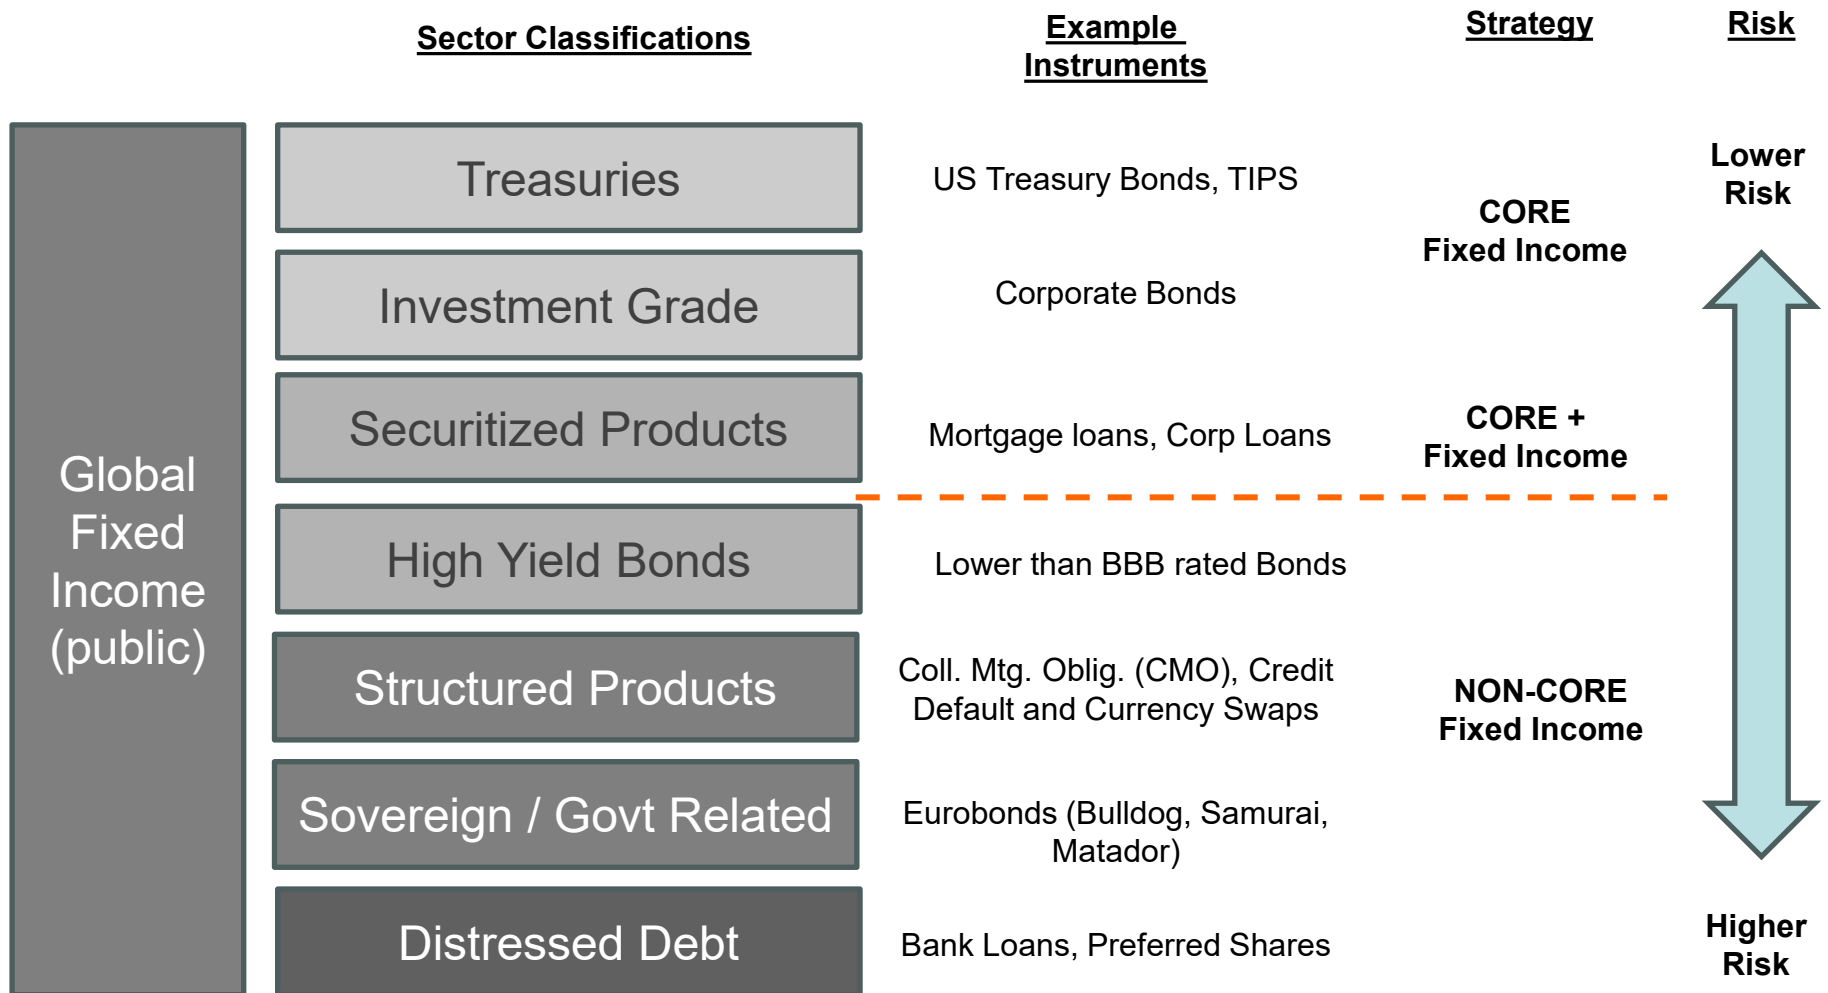 Sector Classifications
Example
Instruments
Strategy
Risk
Global
Fixed
Income
(public)
Treasuries
US Treasury Bonds, TIPS
CORE
Fixed Income
Lower
Risk
Investment Grade
Corporate Bonds
Securitized Products
Mortgage loans, Corp Loans
CORE +
Fixed Income
High Yield Bonds
Lower than BBB rated Bonds
Structured Products
Coll. Mtg. Oblig. (CMO), Credit
Default and Currency Swaps
NON-CORE
Fixed Income
Sovereign / Govt Related
Eurobonds (Bulldog, Samurai,
Matador)
Distressed Debt
Bank Loans, Preferred Shares
Higher
Risk